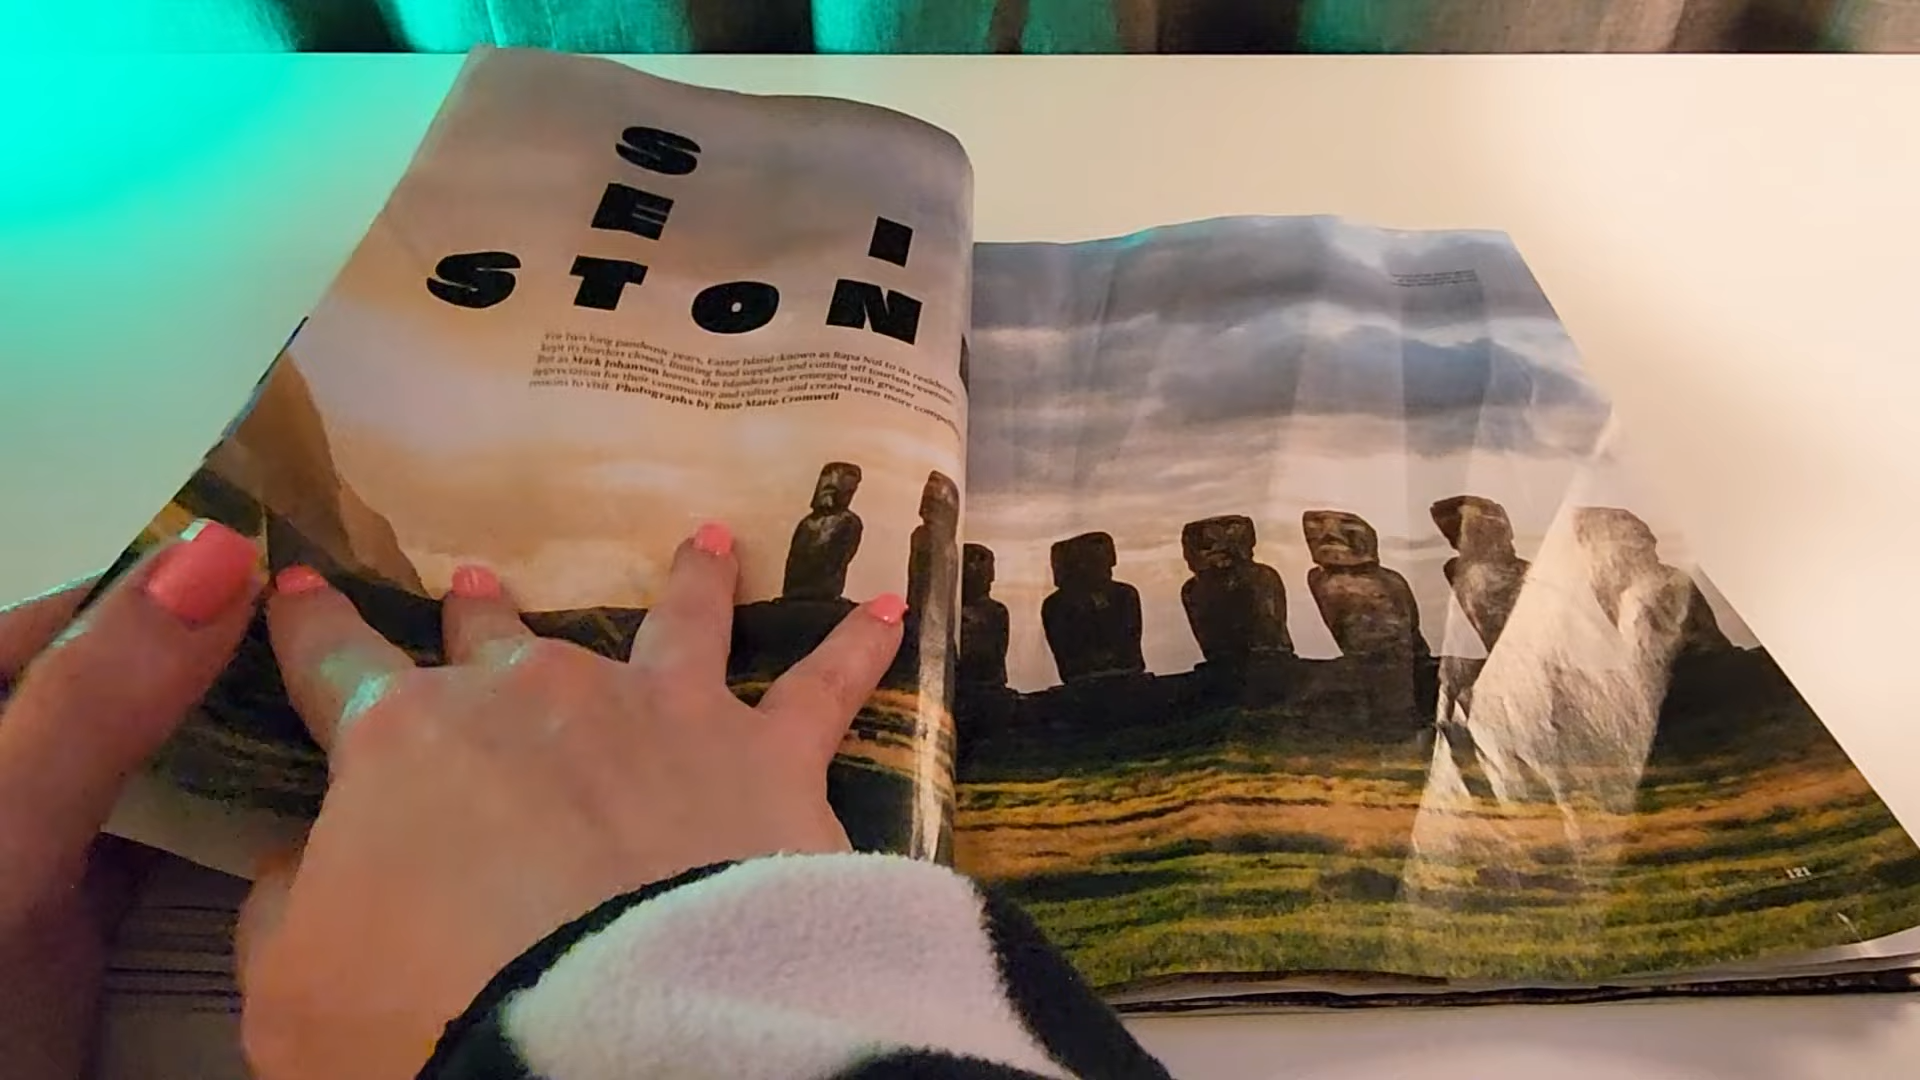 S
E I
STON
For two long pandemic years, Easter Island (known as Rapa Nui to its residents)
kept its borders closed, limiting food supplies and cutting off tourism revenue.
But as Mark Johanson learns, the islanders have emerged with greater
appreciation for their community and culture—and created even more compelling
reasons to visit. Photographs by Rose Marie Cromwell
121